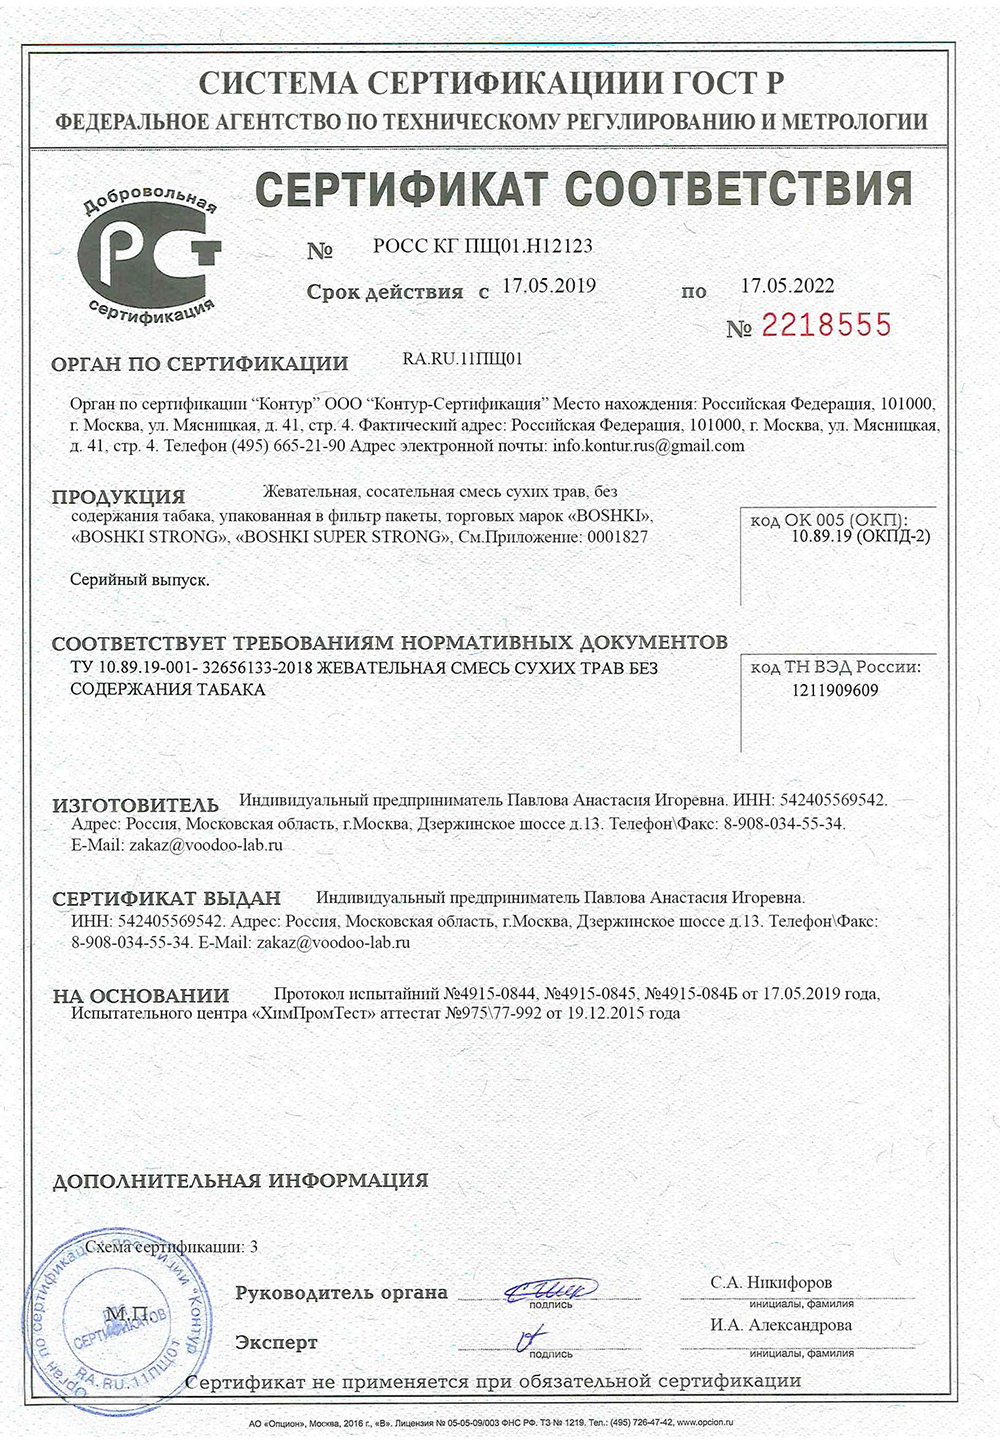 СИСТЕМА СЕРТИФИКАЦИИИ ГОСТ Р
ФЕДЕРАЛЬНОЕ АГЕНТСТВО ПО ТЕХНИЧЕСКОМУ РЕГУЛИРОВАНИЮ И МЕТРОЛОГИИ
Добровольная
РСТ
сертификация
СЕРТИФИКАТ СООТВЕТСТВИЯ
№ РОСС КГ ПЩ01.Н12123
Срок действия с 17.05.2019 по 17.05.2022
№ 2218555
ОРГАН ПО СЕРТИФИКАЦИИ RA.RU.11ПЩ01
Орган по сертификации “Контур” ООО “Контур-Сертификация” Место нахождения: Российская Федерация, 101000,
г. Москва, ул. Мясницкая, д. 41, стр. 4. Фактический адрес: Российская Федерация, 101000, г. Москва, ул. Мясницкая,
д. 41, стр. 4. Телефон (495) 665-21-90 Адрес электронной почты: info.kontur.rus@gmail.com
ПРОДУКЦИЯ Жевательная, сосательная смесь сухих трав, без
содержания табака, упакованная в фильтр пакеты, торговых марок «BOSHKI»,
«BOSHKI STRONG», «BOSHKI SUPER STRONG», См.Приложение: 0001827
Серийный выпуск.
код ОК 005 (ОКП):
10.89.19 (ОКПД-2)
СООТВЕТСТВУЕТ ТРЕБОВАНИЯМ НОРМАТИВНЫХ ДОКУМЕНТОВ
ТУ 10.89.19-001- 32656133-2018 ЖЕВАТЕЛЬНАЯ СМЕСЬ СУХИХ ТРАВ БЕЗ
СОДЕРЖАНИЯ ТАБАКА
код ТН ВЭД России:
1211909609
ИЗГОТОВИТЕЛЬ Индивидуальный предприниматель Павлова Анастасия Игоревна. ИНН: 542405569542.
Адрес: Россия, Московская область, г.Москва, Дзержинское шоссе д.13. Телефон\Факс: 8-908-034-55-34.
E-Mail: zakaz@voodoo-lab.ru
СЕРТИФИКАТ ВЫДАН Индивидуальный предприниматель Павлова Анастасия Игоревна.
ИНН: 542405569542. Адрес: Россия, Московская область, г.Москва, Дзержинское шоссе д.13. Телефон\Факс:
8-908-034-55-34. E-Mail: zakaz@voodoo-lab.ru
НА ОСНОВАНИИ Протокол испытайний №4915-0844, №4915-0845, №4915-084Б от 17.05.2019 года,
Испытательного центра «ХимПромТест» аттестат №975\77-992 от 19.12.2015 года
ДОПОЛНИТЕЛЬНАЯ ИНФОРМАЦИЯ
Схема сертификации: 3
Орган по сертификации продукции “Контур”
М.П.
СЕРТИФИКАТОВ
RA.RU.11ПЩ01
Руководитель органа
подпись
С.А. Никифоров
инициалы, фамилия
Эксперт
подпись
И.А. Александрова
инициалы, фамилия
Сертификат не применяется при обязательной сертификации
АО «Опцион», Москва, 2016 г., «В». Лицензия № 05-05-09/003 ФНС РФ. ТЗ № 1219. Тел.: (495) 726-47-42, www.opcion.ru